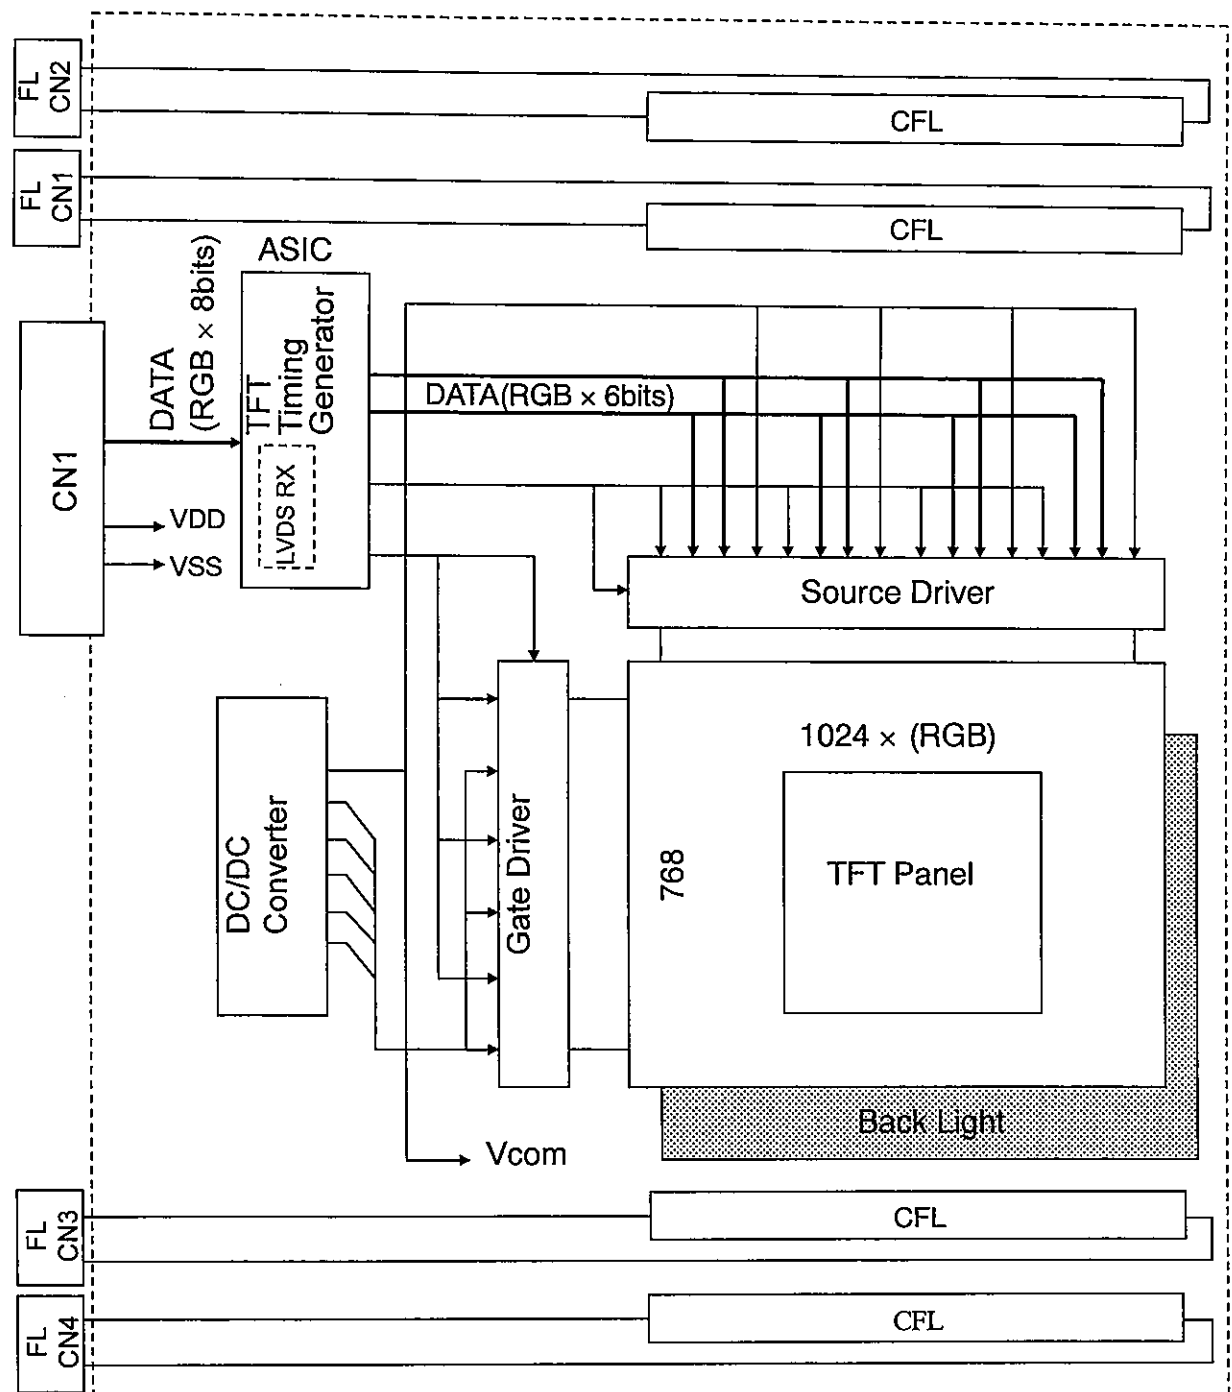 FL
CN2
CFL
FL
CN1
CFL
ASIC
CN1
DATA
(RGB × 8bits)
TFT
Timing
Generator
LVDS RX
DATA(RGB × 6bits)
VDD
VSS
Source Driver
DC/DC
Converter
Gate Driver
1024 × (RGB)
768
TFT Panel
Back Light
Vcom
FL
CN3
CFL
FL
CN4
CFL